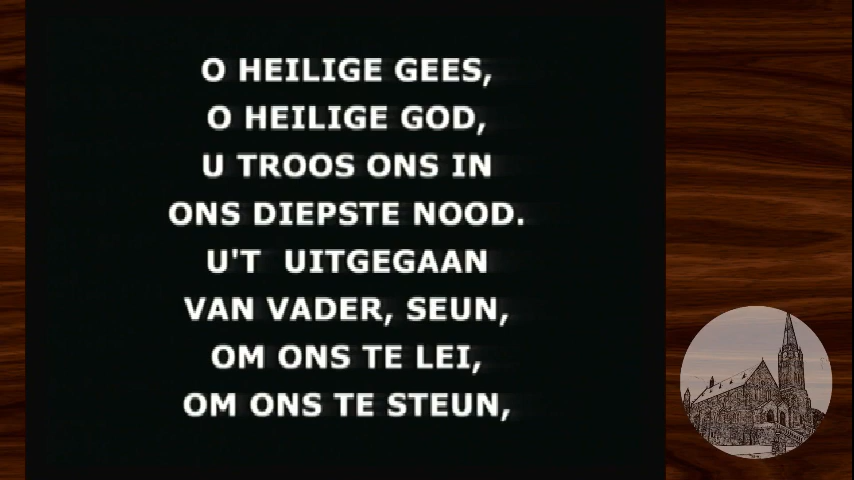 O HEILIGE GEES,
O HEILIGE GOD,
U TROOS ONS IN
ONS DIEPSTE NOOD.
U'T  UITGEGAAN
VAN VADER, SEUN,
OM ONS TE LEI,
OM ONS TE STEUN,